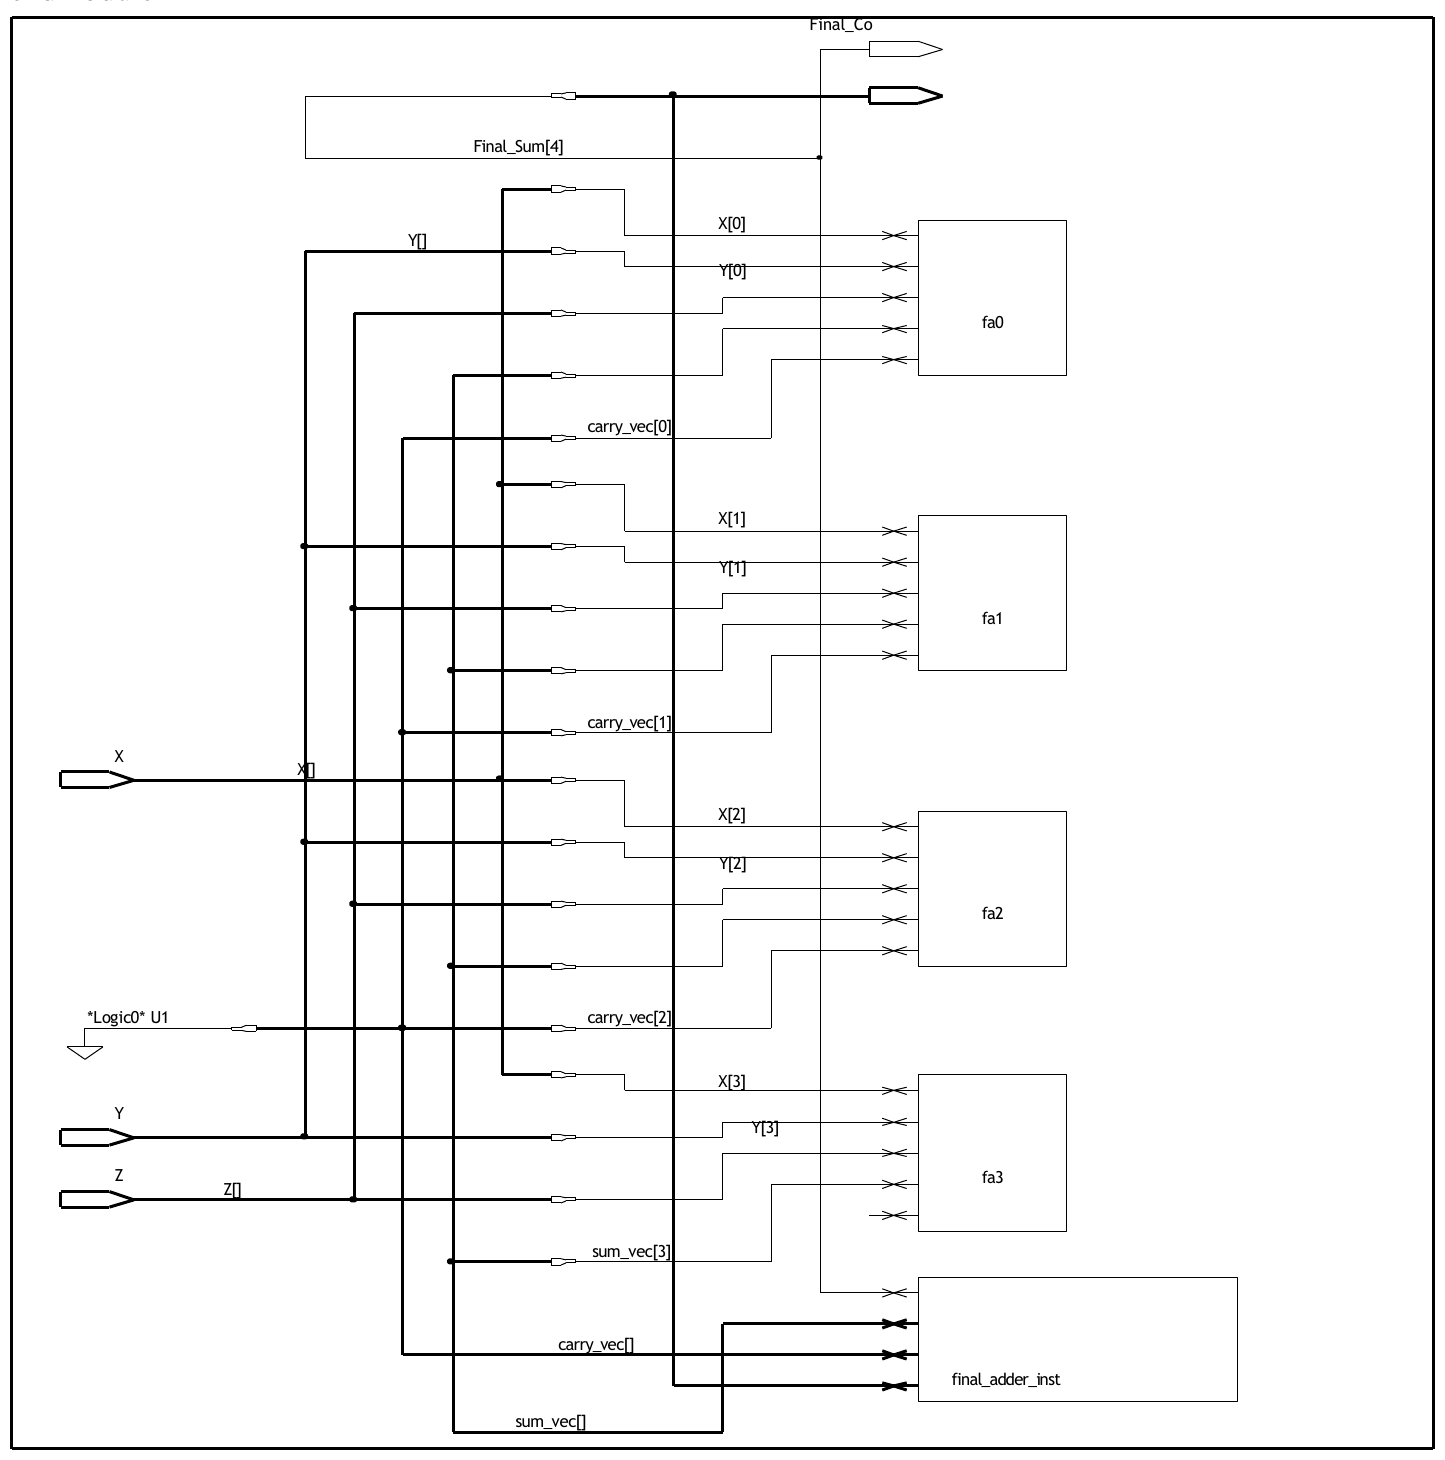 Final_Co
Final_Sum[4]
X[0]
Y[]
Y[0]
fa0
carry_vec[0]
X[1]
Y[1]
fa1
carry_vec[1]
X
X[]
X[2]
Y[2]
fa2
*Logic0* U1
carry_vec[2]
X[3]
Y
Y[3]
Z
Z[]
fa3
sum_vec[3]
carry_vec[]
final_adder_inst
sum_vec[]